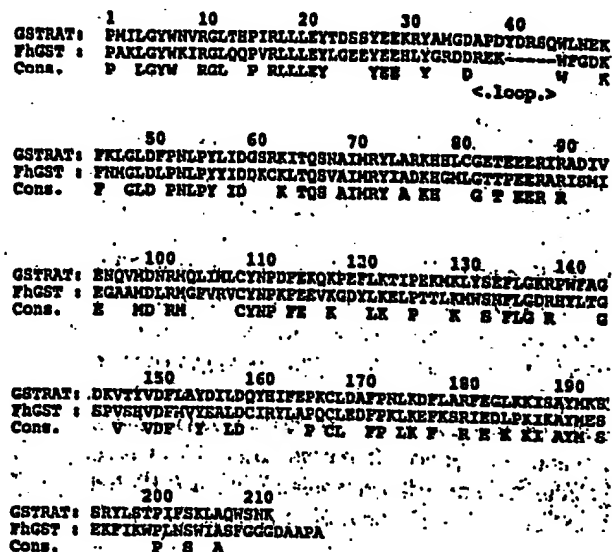 1 10 20 30 40
GSTRAT: PMILGYWNVRGLTHPIRLLLEYTDSSYEEKRYAMGDAPDYDRSQWLNEK
FhGST : PAKLGYWKIRGLQQPVRLLLEYLGEEYEEHLYGRDDREK------WFGDK
Cons. P LGYW RGL P RLLLEY YEE Y D W K
<.loop.>
50 60 70 80 90
GSTRAT: FKLGLDFPNLPYLIDGSRKITQSNAIMRYLARKHHLCGETEEERIRADIV
FhGST : FNMGLDLPNLPYYIDDKCKLTQSVAIMRYIADKHGMLGTTPEERARISMI
Cons. F GLD PNLPY ID K TQS AIMRY A KH G T EER R
100 110 120 130 140
GSTRAT: ENQVMDNRMQLIMLCYNPDFEKQKPEFLKTIPEKMKLYSEFLGKRPWFAG
FhGST : EGAAMDLRMGFVRVCYNPKFEEVKGDYLKELPTTLKMWSNFLGDRHYLTG
Cons. E MD RM CYNP FE K LK P K S FLG R G
150 160 170 180 190
GSTRAT: DKVTYVDFLAYDILDQYHIFEPKCLDAFPNLKDFLARFEGLKKISAYMKE
FhGST : SPVSHVDFMVYEALDCIRYLAPQCLEDFPKLKEFKSRIEDLPKIKAYMES
Cons. V VDF Y LD P CL FP LK F R E K KI AYM S
200 210
GSTRAT: SRYLSTPIFSKLAQWSNK
FhGST : EKFIKWPLNSWIASFGGGDAAPA
Cons. P S A